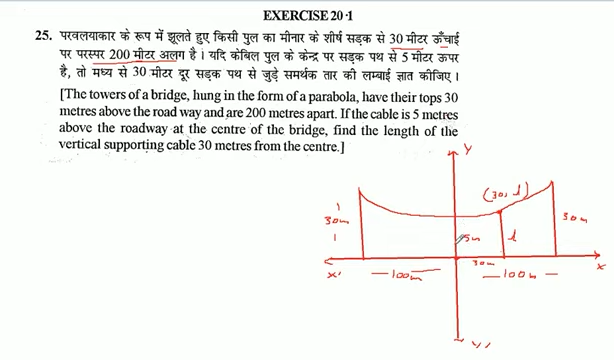 EXERCISE 20·1
25. परवलयाकार के रूप में झूलते हुए किसी पुल का मीनार के शीर्ष सड़क से 30 मीटर ऊँचाई
पर परस्पर 200 मीटर अलग है। यदि केबिल पुल के केन्द्र पर सड़क पथ से 5 मीटर ऊपर
है, तो मध्य से 30 मीटर दूर सड़क पथ से जुड़े समर्थक तार की लम्बाई ज्ञात कीजिए।
[The towers of a bridge, hung in the form of a parabola, have their tops 30
metres above the road way and are 200 metres apart. If the cable is 5 metres
above the roadway at the centre of the bridge, find the length of the
vertical supporting cable 30 metres from the centre.]
Y
(30, l)
30m
30m
5m
l
30m
X'
100m
100m
X
Y'